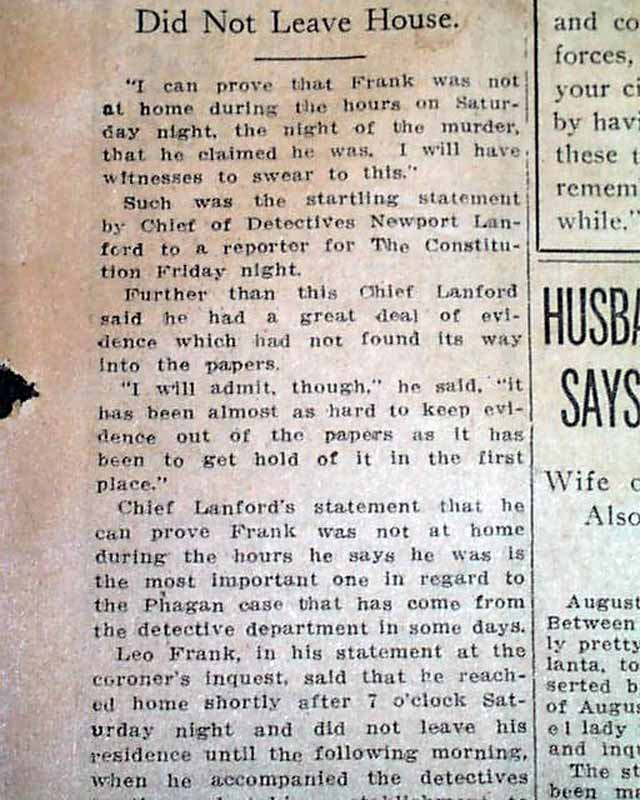 Did Not Leave House.
"I can prove that Frank was not
at home during the hours on Satur-
day night, the night of the murder,
that he claimed he was. I will have
witnesses to swear to this."
Such was the startling statement
by Chief of Detectives Newport Lan-
ford to a reporter for The Constitu-
tion Friday night.
Further than this Chief Lanford
said he had a great deal of evi-
dence which had not found its way
into the papers.
"I will admit, though," he said, "it
has been almost as hard to keep evi-
dence out of the papers as it has
been to get hold of it in the first
place."
Chief Lanford's statement that he
can prove Frank was not at home
during the hours he says he was is
the most important one in regard to
the Phagan case that has come from
the detective department in some days.
Leo Frank, in his statement at the
coroner's inquest, said that he reach-
ed home shortly after 7 o'clock Sat-
urday night and did not leave his
residence until the following morning,
when he accompanied the detectives
and co
forces,
your ci
by havi
these t
remem
while."
HUSBA
SAYS
Wife
Also
August
Between
ly pretty
lanta, to
serted b
of Augus
el lady
and inqu
The st
been ma